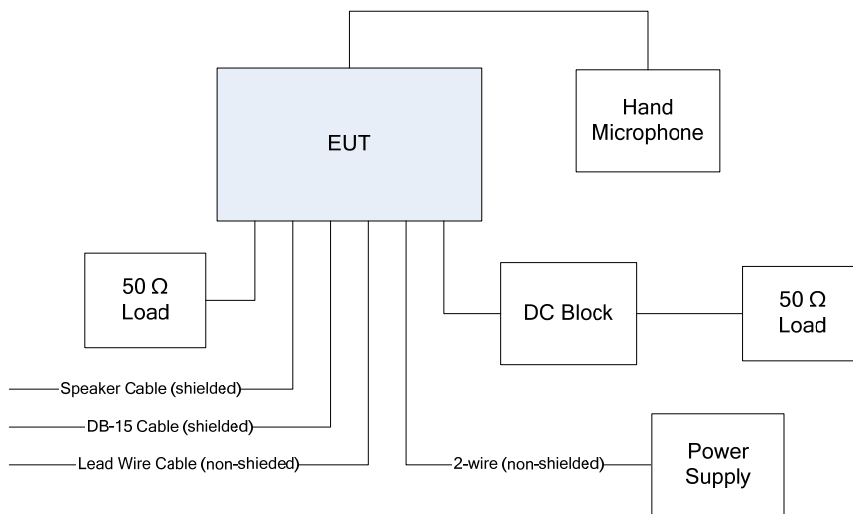 EUT
Hand
Microphone
50 Ω
Load
DC Block
50 Ω
Load
Speaker Cable (shielded)
DB-15 Cable (shielded)
Lead Wire Cable (non-shieded)
2-wire (non-shielded)
Power
Supply